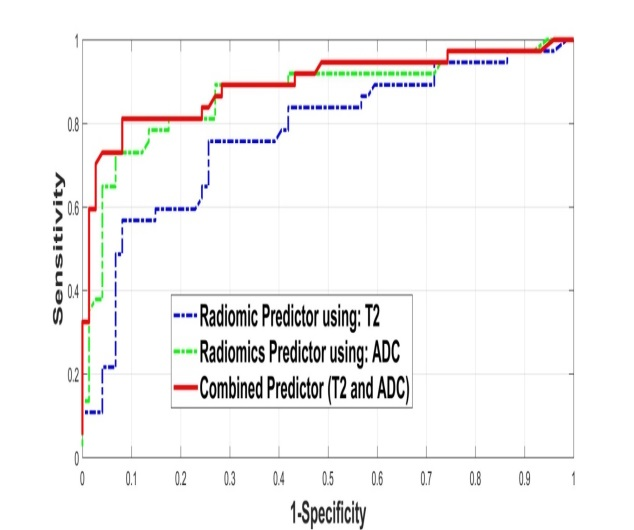 1
0.8
0.6
0.4
0.2
0
Sensitivity
Radiomic Predictor using: T2
Radiomics Predictor using: ADC
Combined Predictor (T2 and ADC)
0 0.1 0.2 0.3 0.4 0.5 0.6 0.7 0.8 0.9 1
1-Specificity